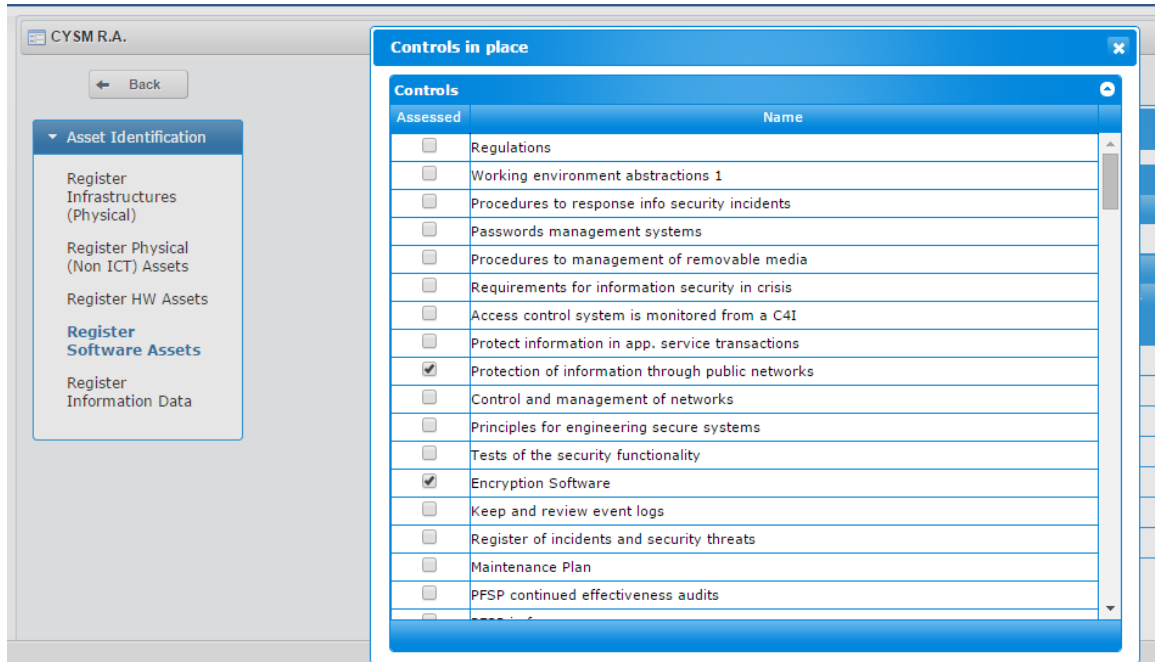 CYSM R.A.
Back
Asset Identification
Register
Infrastructures
(Physical)
Register Physical
(Non ICT) Assets
Register HW Assets
Register
Software Assets
Register
Information Data
Controls in place
Controls
Assessed Name
Regulations
Working environment abstractions 1
Procedures to response info security incidents
Passwords management systems
Procedures to management of removable media
Requirements for information security in crisis
Access control system is monitored from a C4I
Protect information in app. service transactions
Protection of information through public networks
Control and management of networks
Principles for engineering secure systems
Tests of the security functionality
Encryption Software
Keep and review event logs
Register of incidents and security threats
Maintenance Plan
PFSP continued effectiveness audits